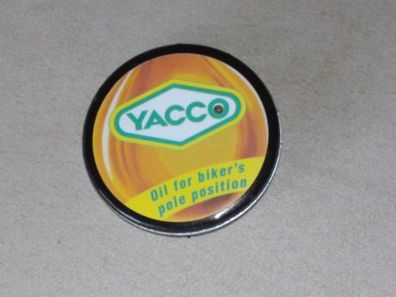 YACCO
Oil for biker's
pole position